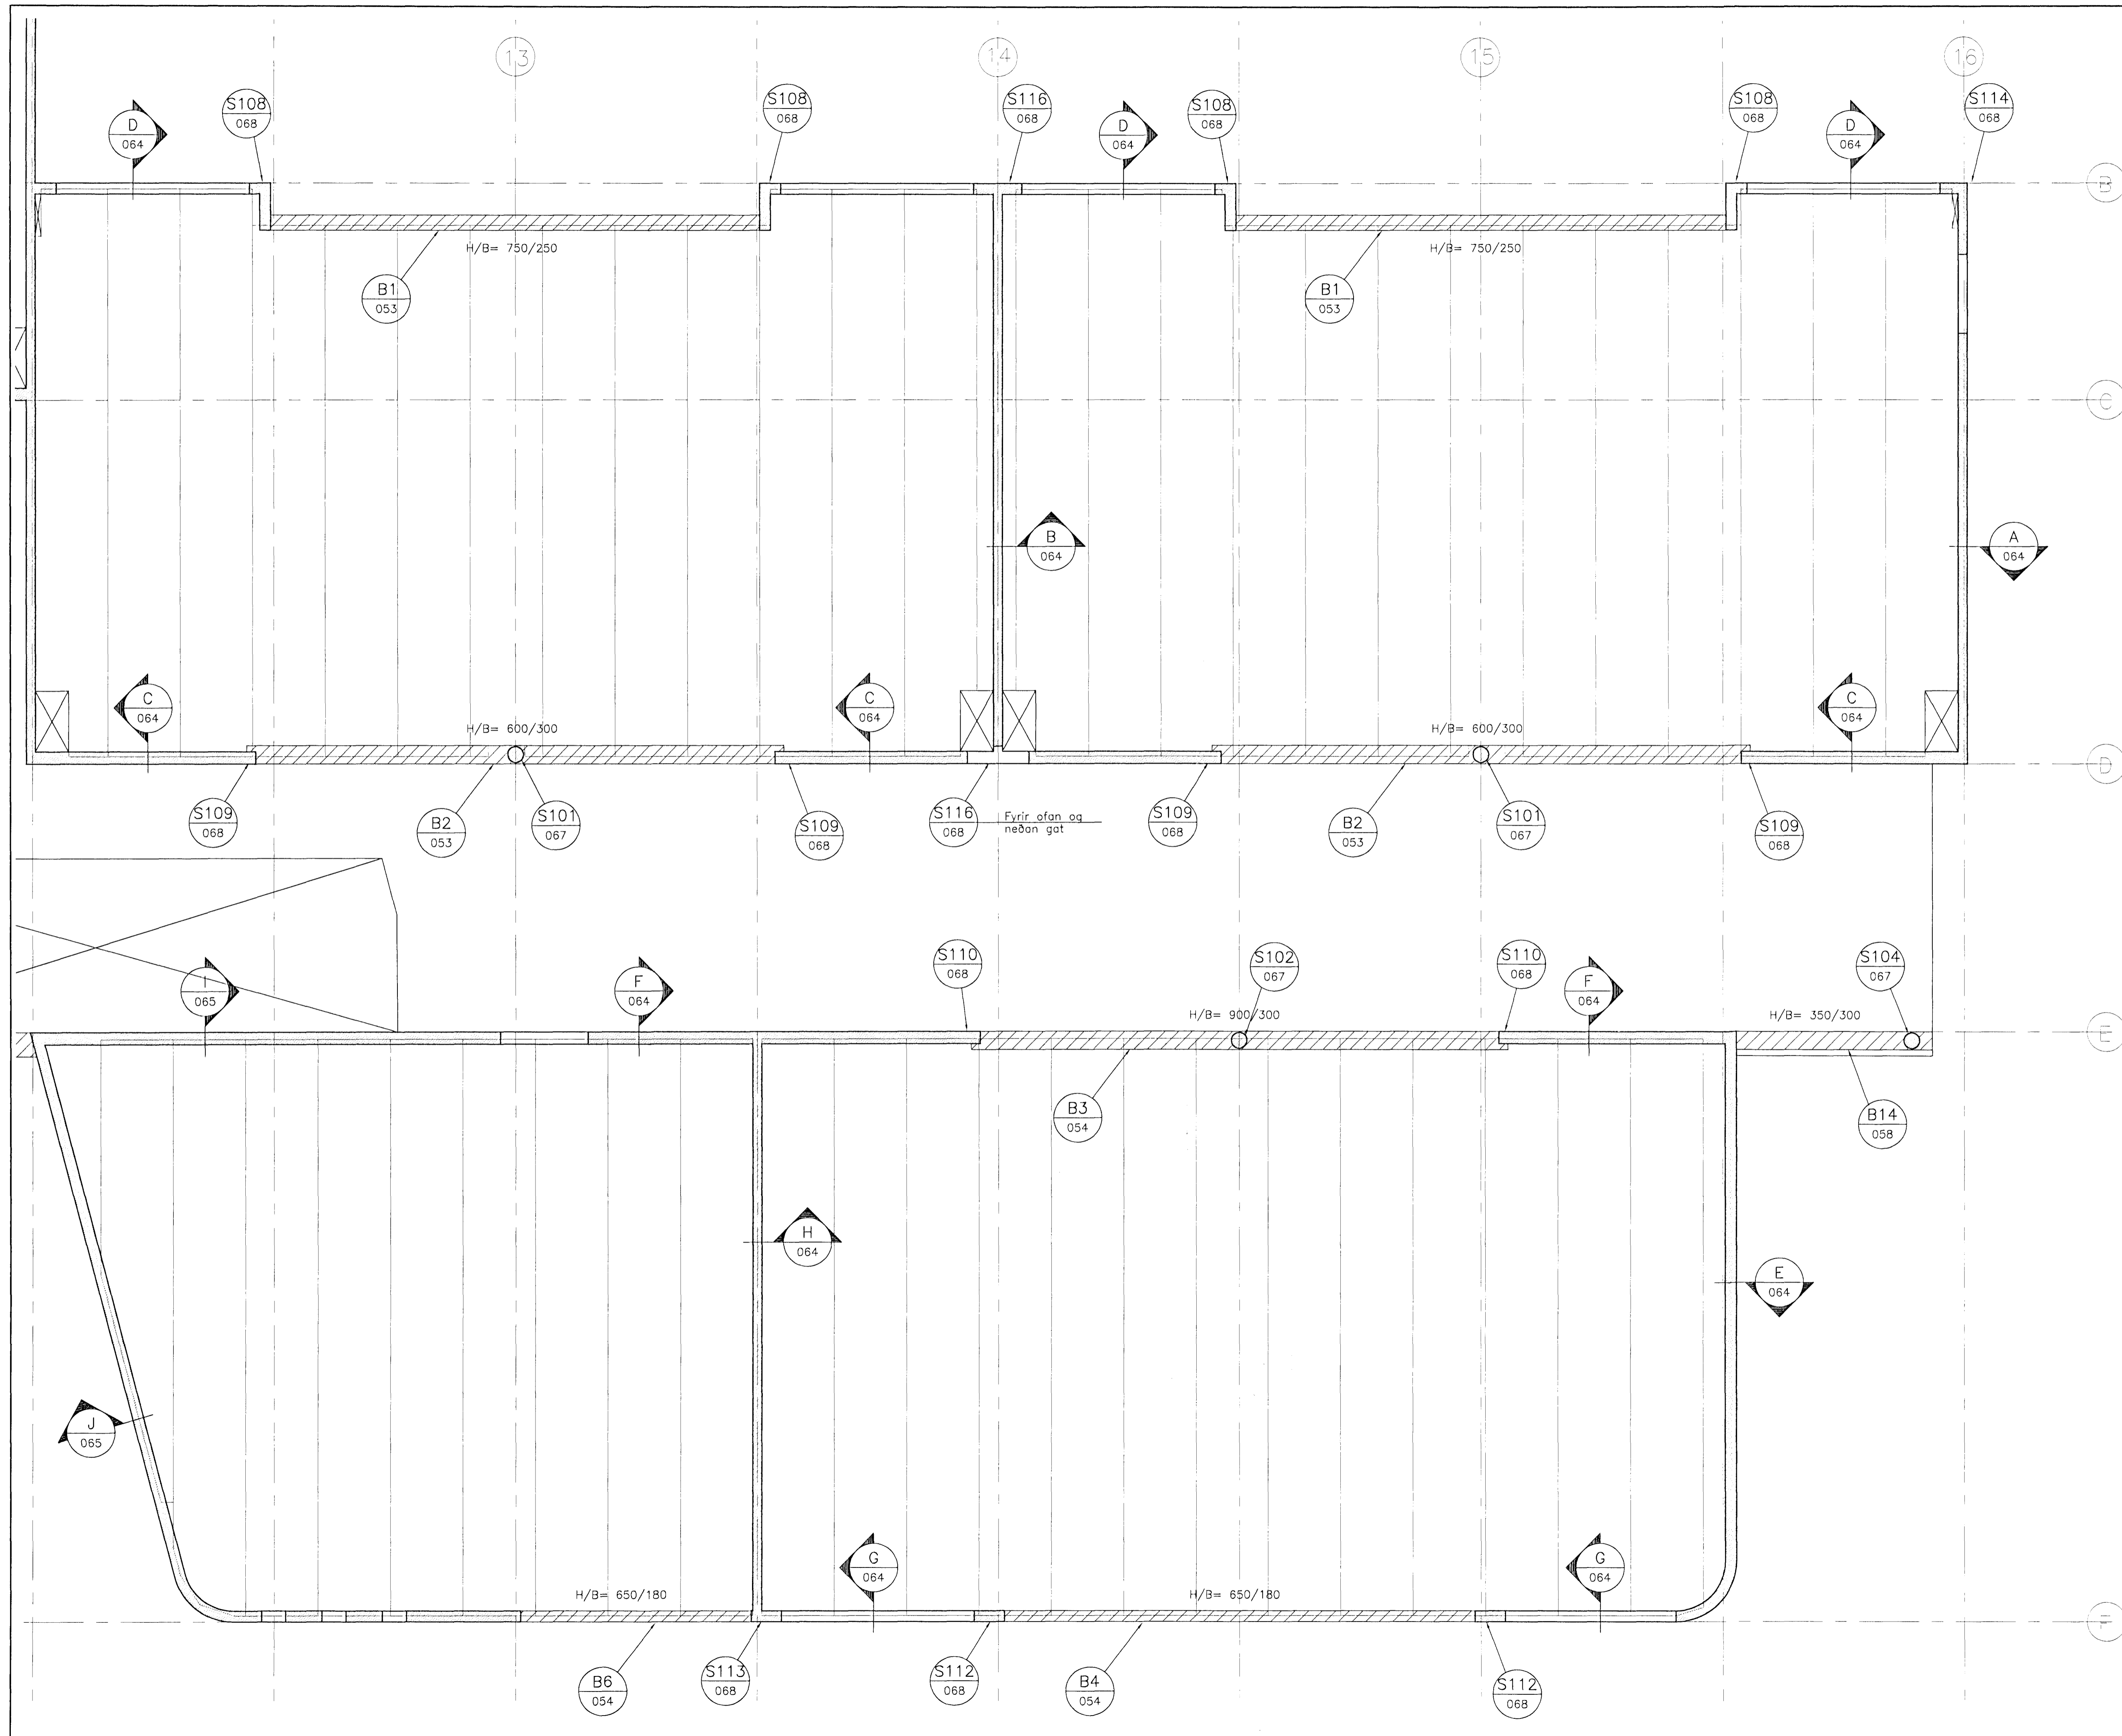 13
14
15
16
S108
068
S108
068
S116
068
S108
068
S108
068
S114
068
D
064
D
064
D
064
B
H/B= 750/250
H/B= 750/250
B1
053
B1
053
C
B
064
A
064
C
064
C
064
C
064
H/B= 600/300
H/B= 600/300
D
S109
068
B2
053
S101
067
S109
068
S116
068
Fyrir ofan og
neðan gat
S109
068
B2
053
S101
067
S109
068
I
065
F
064
S110
068
S102
067
S110
068
F
064
S104
067
H/B= 900/300
H/B= 350/300
E
B3
054
B14
058
H
064
E
064
J
065
G
064
G
064
H/B= 650/180
H/B= 650/180
F
B6
054
S113
068
S112
068
B4
054
S112
068